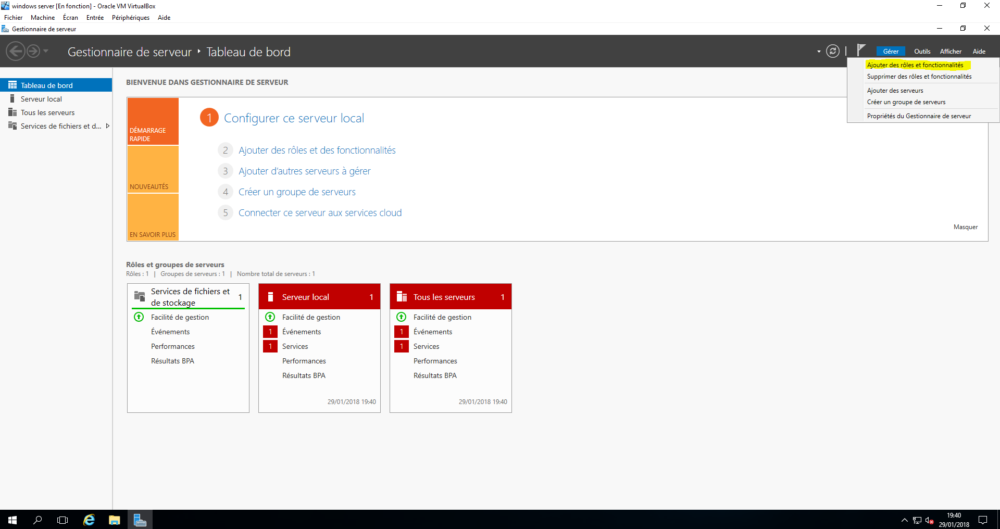 windows server [En fonction] - Oracle VM VirtualBox
Fichier Machine Écran Entrée Périphériques Aide
Gestionnaire de serveur
Gestionnaire de serveur ‣ Tableau de bord
Gérer Outils Afficher Aide
Ajouter des rôles et fonctionnalités
Supprimer des rôles et fonctionnalités
Ajouter des serveurs
Créer un groupe de serveurs
Propriétés du Gestionnaire de serveur
Tableau de bord
Serveur local
Tous les serveurs
Services de fichiers et d...
BIENVENUE DANS GESTIONNAIRE DE SERVEUR
DÉMARRAGE
RAPIDE
NOUVEAUTÉS
EN SAVOIR PLUS
1 Configurer ce serveur local
2 Ajouter des rôles et des fonctionnalités
3 Ajouter d’autres serveurs à gérer
4 Créer un groupe de serveurs
5 Connecter ce serveur aux services cloud
Masquer
Rôles et groupes de serveurs
Rôles : 1 | Groupes de serveurs : 1 | Nombre total de serveurs : 1
Services de fichiers et
de stockage 1
Facilité de gestion
Événements
Performances
Résultats BPA
Serveur local 1
Facilité de gestion
1 Événements
1 Services
Performances
Résultats BPA
29/01/2018 19:40
Tous les serveurs 1
Facilité de gestion
1 Événements
1 Services
Performances
Résultats BPA
29/01/2018 19:40
19:40
29/01/2018